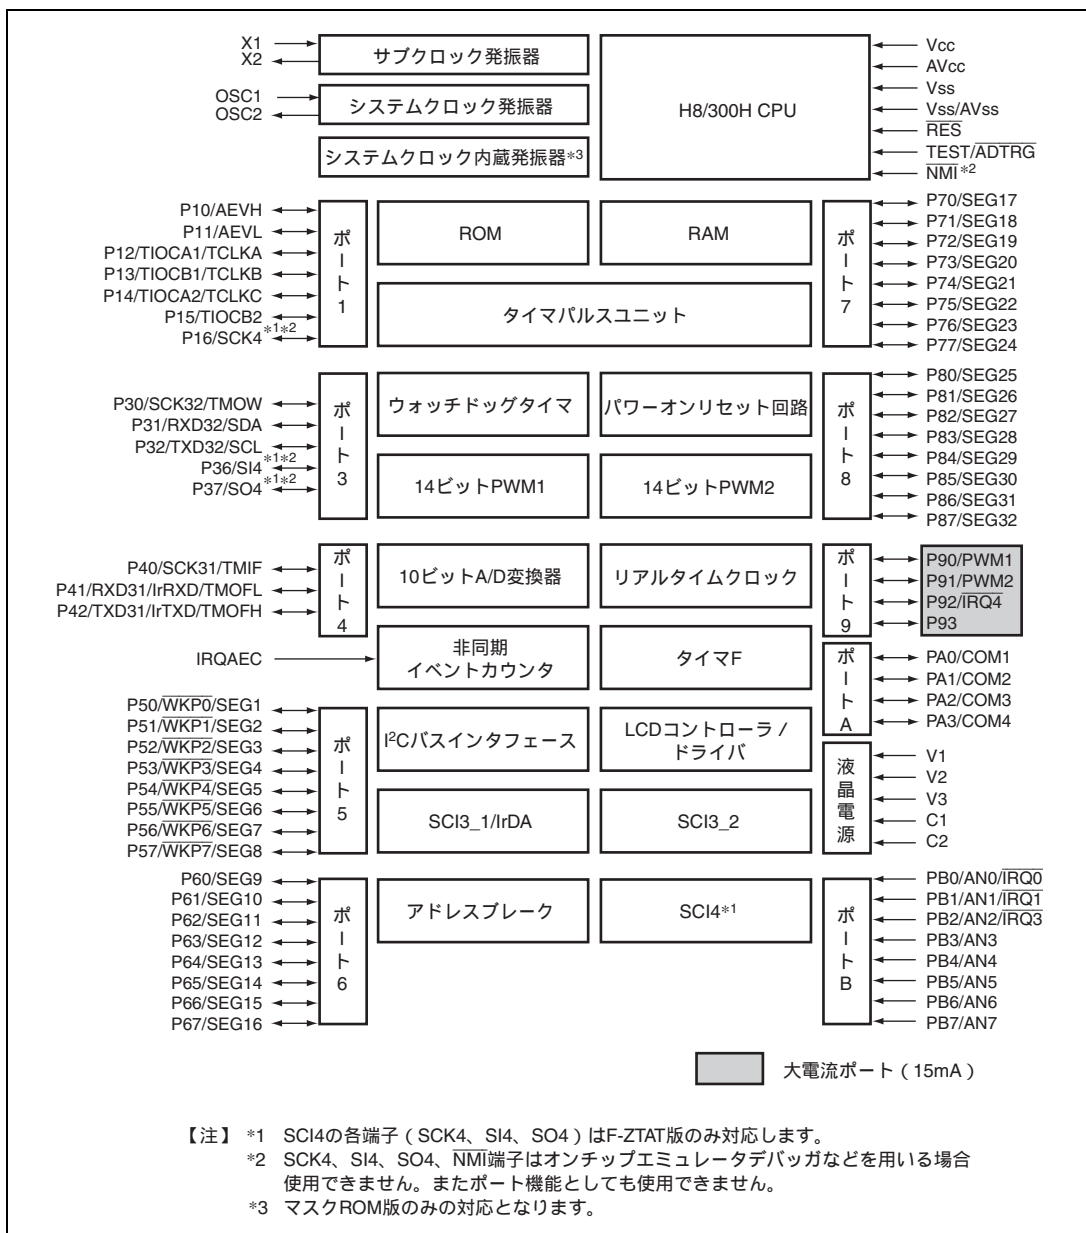 X1
X2
サブクロック発振器
OSC1
OSC2
システムクロック発振器
システムクロック内蔵発振器*3
H8/300H CPU
Vcc
AVcc
Vss
Vss/AVss
RES
TEST/ADTRG
NMI*2
P10/AEVH
P11/AEVL
P12/TIOCA1/TCLKA
P13/TIOCB1/TCLKB
P14/TIOCA2/TCLKC
P15/TIOCB2
P16/SCK4*1*2
ポート1
ROM
RAM
タイマパルスユニット
ポート7
P70/SEG17
P71/SEG18
P72/SEG19
P73/SEG20
P74/SEG21
P75/SEG22
P76/SEG23
P77/SEG24
P30/SCK32/TMOW
P31/RXD32/SDA
P32/TXD32/SCL
P36/SI4*1*2
P37/SO4*1*2
ポート3
ウォッチドッグタイマ
パワーオンリセット回路
14ビットPWM1
14ビットPWM2
ポート8
P80/SEG25
P81/SEG26
P82/SEG27
P83/SEG28
P84/SEG29
P85/SEG30
P86/SEG31
P87/SEG32
P40/SCK31/TMIF
P41/RXD31/IrRXD/TMOFL
P42/TXD31/IrTXD/TMOFH
ポート4
10ビットA/D変換器
リアルタイムクロック
ポート9
P90/PWM1
P91/PWM2
P92/IRQ4
P93
IRQAEC
非同期
イベントカウンタ
タイマF
ポートA
PA0/COM1
PA1/COM2
PA2/COM3
PA3/COM4
P50/WKP0/SEG1
P51/WKP1/SEG2
P52/WKP2/SEG3
P53/WKP3/SEG4
P54/WKP4/SEG5
P55/WKP5/SEG6
P56/WKP6/SEG7
P57/WKP7/SEG8
ポート5
I²Cバスインタフェース
LCDコントローラ /
ドライバ
SCI3_1/IrDA
SCI3_2
液晶電源
V1
V2
V3
C1
C2
P60/SEG9
P61/SEG10
P62/SEG11
P63/SEG12
P64/SEG13
P65/SEG14
P66/SEG15
P67/SEG16
ポート6
アドレスブレーク
SCI4*1
ポートB
PB0/AN0/IRQ0
PB1/AN1/IRQ1
PB2/AN2/IRQ3
PB3/AN3
PB4/AN4
PB5/AN5
PB6/AN6
PB7/AN7
大電流ポート(15mA)
【注】 *1 SCI4の各端子(SCK4、SI4、SO4)はF-ZTAT版のみ対応します。
*2 SCK4、SI4、SO4、NMI端子はオンチップエミュレータデバッガなどを用いる場合
使用できません。またポート機能としても使用できません。
*3 マスクROM版のみの対応となります。